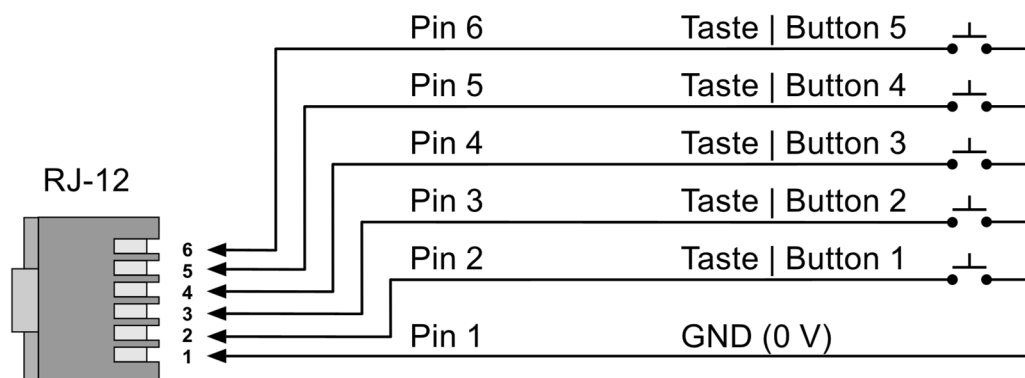 Pin 6 Taste | Button 5
Pin 5 Taste | Button 4
Pin 4 Taste | Button 3
RJ-12
Pin 3 Taste | Button 2
6
5 Pin 2 Taste | Button 1
4
3
2 Pin 1 GND (0 V)
1